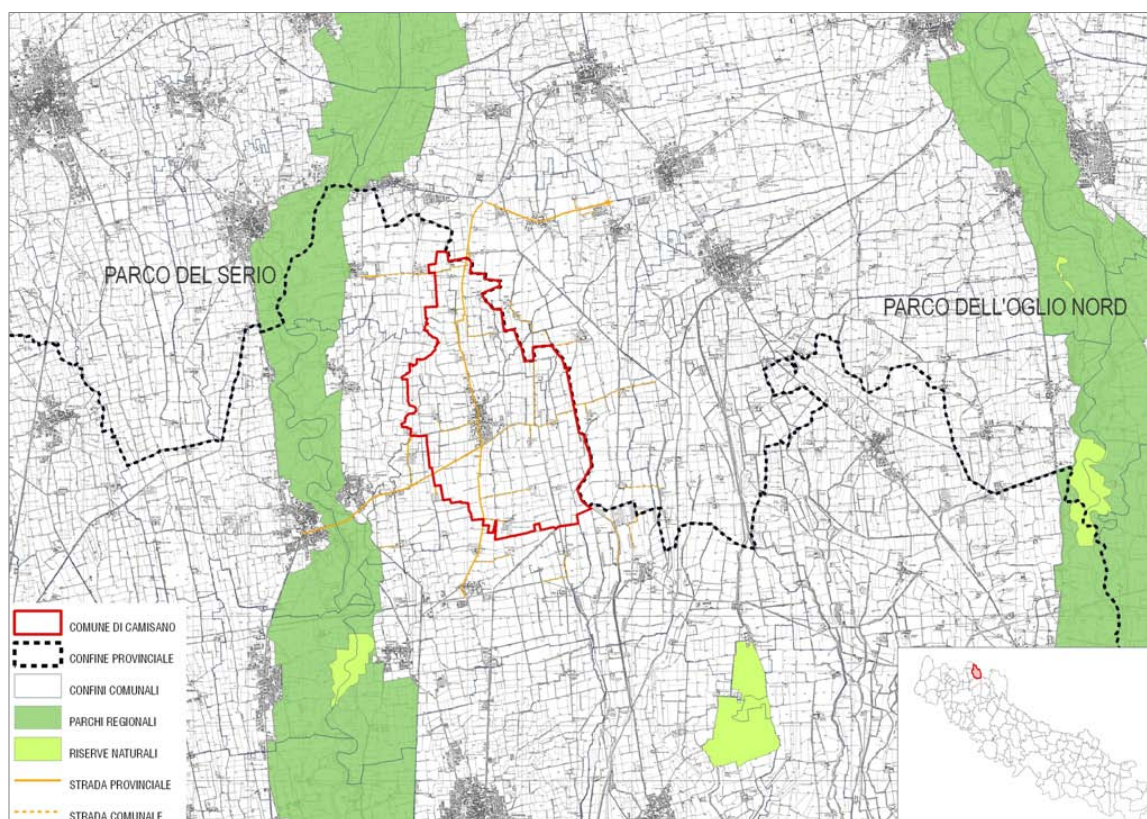 PARCO DEL SERIO
PARCO DELL'OGLIO NORD
COMUNE DI CAMISANO
CONFINE PROVINCIALE
CONFINI COMUNALI
PARCHI REGIONALI
RISERVE NATURALI
STRADA PROVINCIALE
STRADA COMUNALE